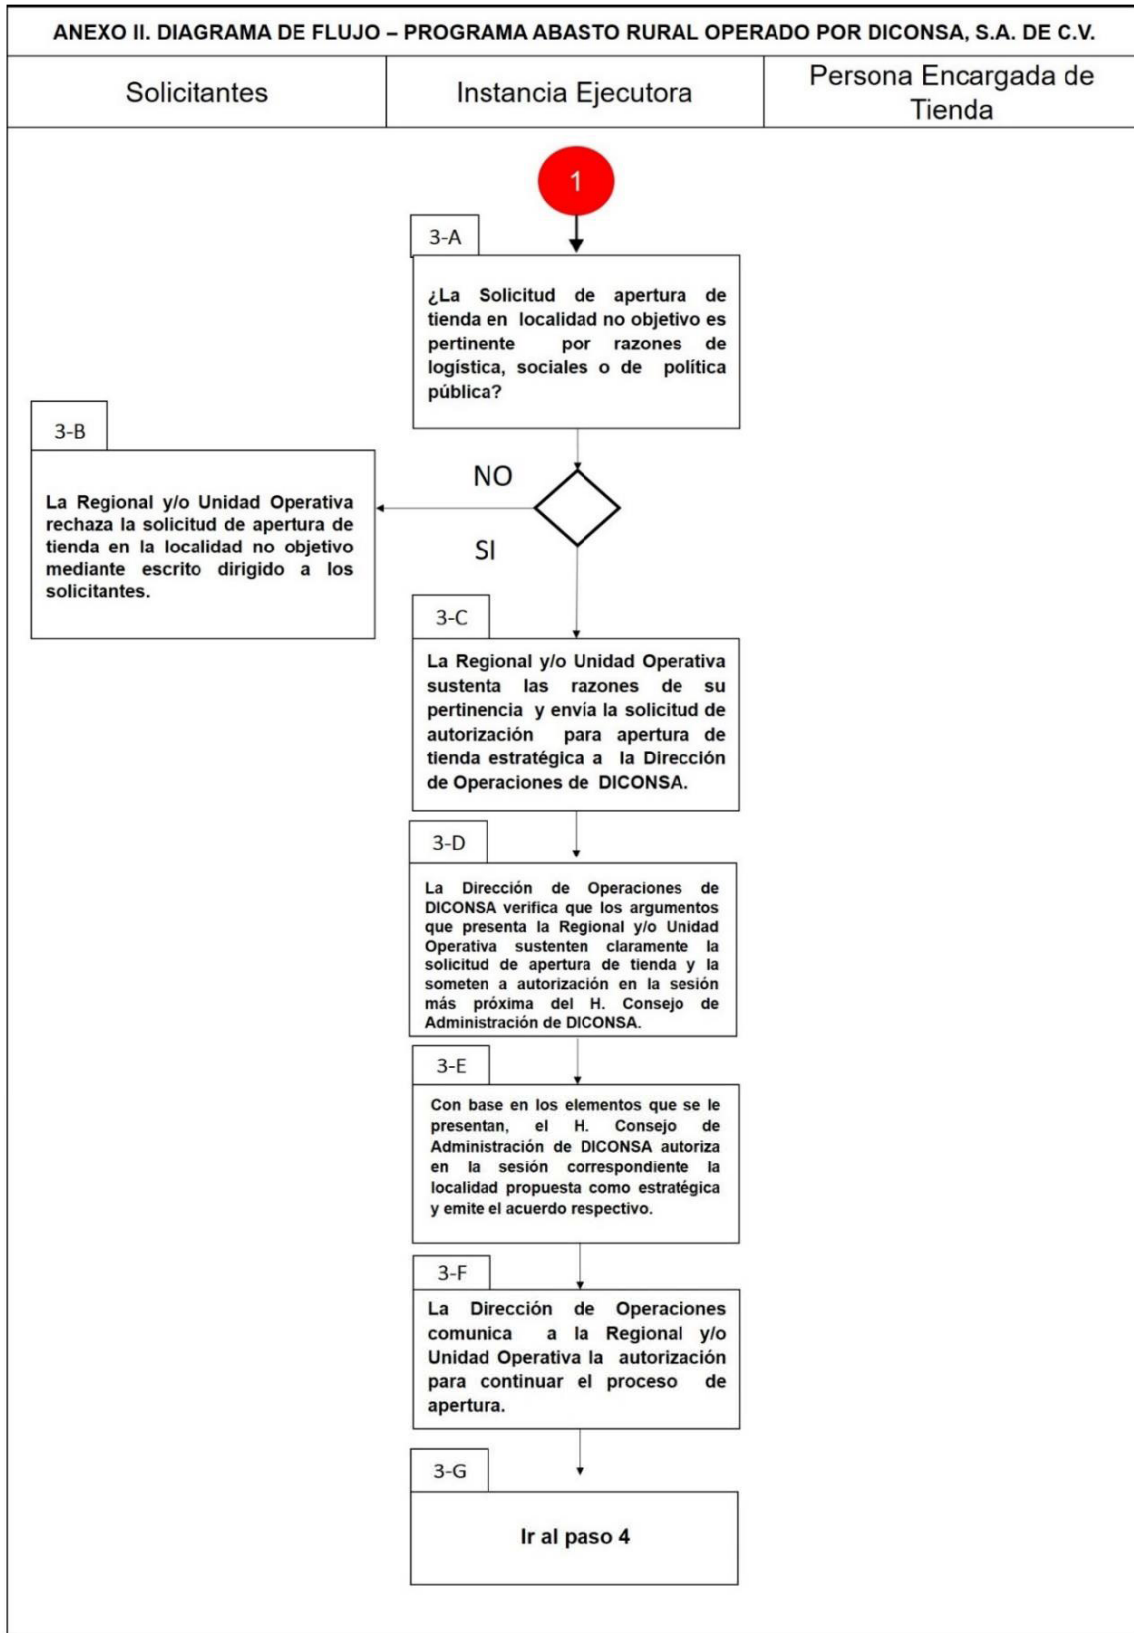 ANEXO II. DIAGRAMA DE FLUJO – PROGRAMA ABASTO RURAL OPERADO POR DICONSA, S.A. DE C.V.
Solicitantes
Instancia Ejecutora
Persona Encargada de
Tienda
1
3-A
¿La Solicitud de apertura de
tienda en localidad no objetivo es
pertinente por razones de
logística, sociales o de política
pública?
NO
3-B
La Regional y/o Unidad Operativa
rechaza la solicitud de apertura de
tienda en la localidad no objetivo
mediante escrito dirigido a los
solicitantes.
SI
3-C
La Regional y/o Unidad Operativa
sustenta las razones de su
pertinencia y envía la solicitud de
autorización para apertura de
tienda estratégica a la Dirección
de Operaciones de DICONSA.
3-D
La Dirección de Operaciones de
DICONSA verifica que los argumentos
que presenta la Regional y/o Unidad
Operativa sustenten claramente la
solicitud de apertura de tienda y la
someten a autorización en la sesión
más próxima del H. Consejo de
Administración de DICONSA.
3-E
Con base en los elementos que se le
presentan, el H. Consejo de
Administración de DICONSA autoriza
en la sesión correspondiente la
localidad propuesta como estratégica
y emite el acuerdo respectivo.
3-F
La Dirección de Operaciones
comunica a la Regional y/o
Unidad Operativa la autorización
para continuar el proceso de
apertura.
3-G
Ir al paso 4